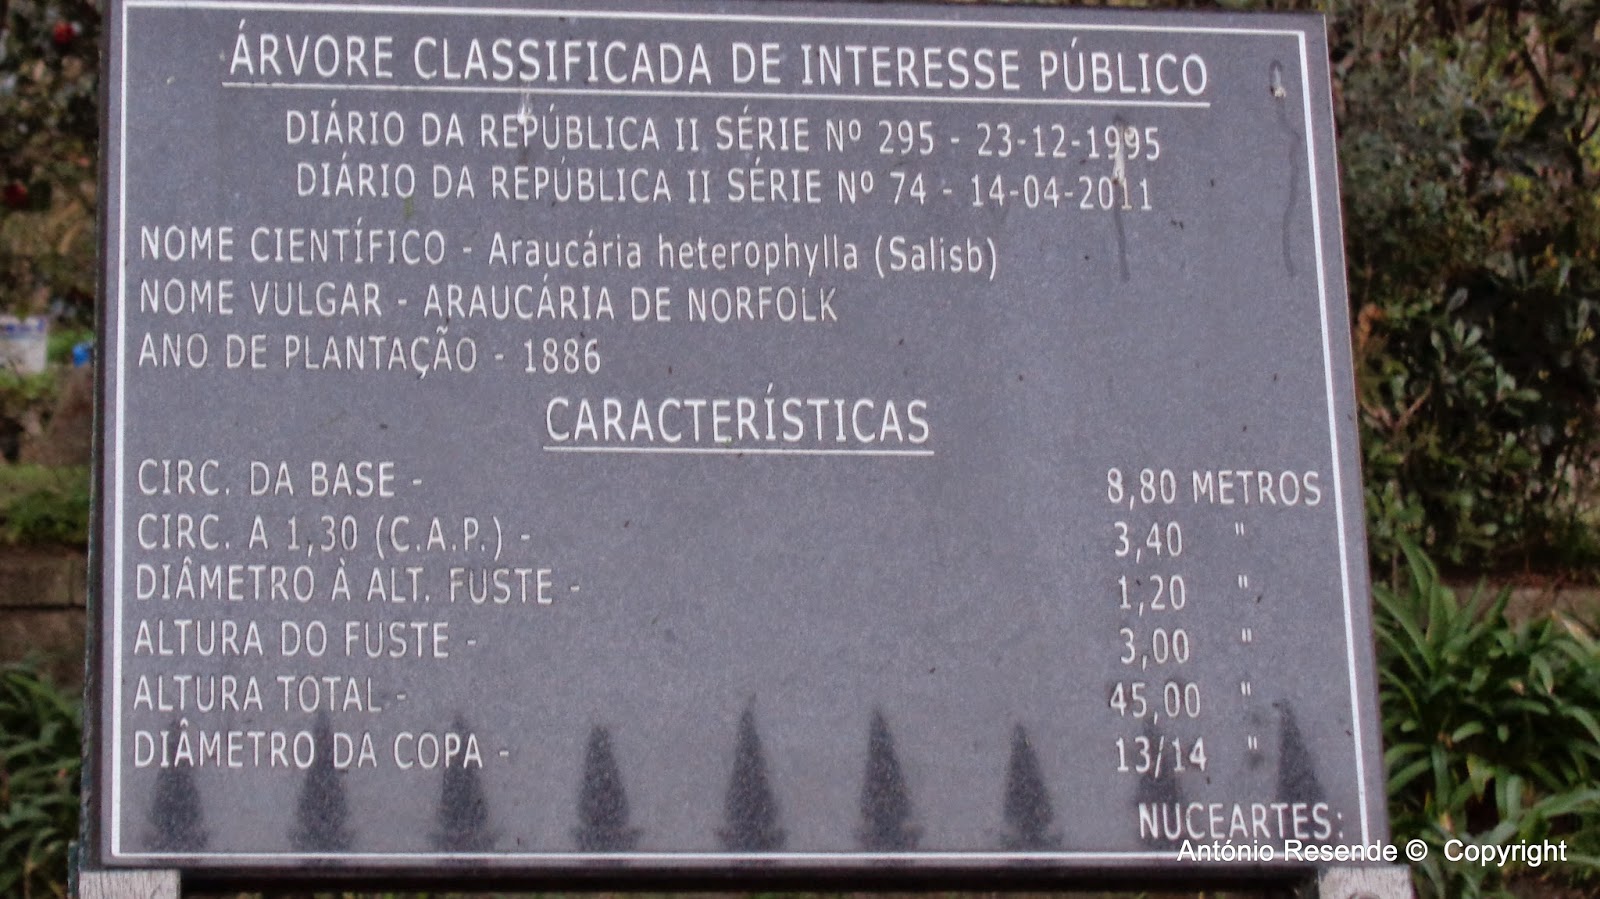 ÁRVORE CLASSIFICADA DE INTERESSE PÚBLICO
DIÁRIO DA REPÚBLICA II SÉRIE Nº 295 - 23-12-1995
DIÁRIO DA REPÚBLICA II SÉRIE Nº 74 - 14-04-2011
NOME CIENTÍFICO - Araucária heterophylla (Salisb)
NOME VULGAR - ARAUCÁRIA DE NORFOLK
ANO DE PLANTAÇÃO - 1886
CARACTERÍSTICAS
CIRC. DA BASE - 8,80 METROS
CIRC. A 1,30 (C.A.P.) - 3,40 "
DIÂMETRO À ALT. FUSTE - 1,20 "
ALTURA DO FUSTE - 3,00 "
ALTURA TOTAL - 45,00 "
DIÂMETRO DA COPA - 13/14 "
NUCEARTES:
António Resende © Copyright